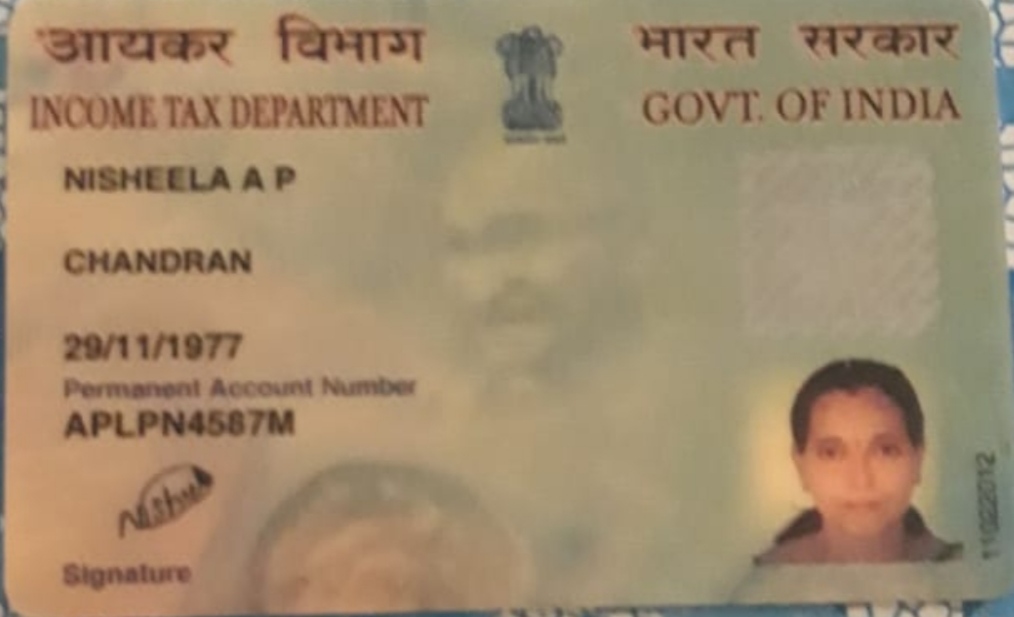 आयकर विभाग भारत सरकार
INCOME TAX DEPARTMENT GOVT. OF INDIA
NISHEELA A P
CHANDRAN
29/11/1977
Permanent Account Number
APLPN4587M
Signature
11022012